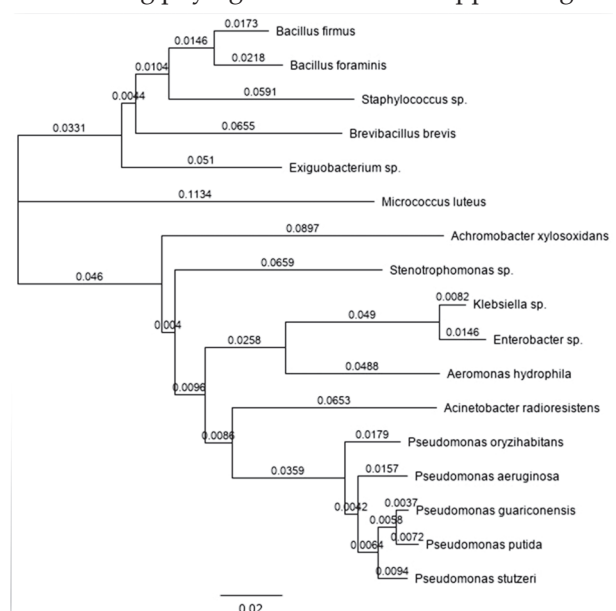 0.0173
Bacillus firmus
0.0146
0.0218
Bacillus foraminis
0.0104
0.0591
Staphylococcus sp.
0.0044
0.0655
Brevibacillus brevis
0.0331
0.051
Exiguobacterium sp.
0.1134
Micrococcus luteus
0.0897
Achromobacter xylosoxidans
0.046
0.0659
Stenotrophomonas sp.
0.004
0.0082
Klebsiella sp.
0.049
0.0146
Enterobacter sp.
0.0258
0.0488
Aeromonas hydrophila
0.0096
0.0653
Acinetobacter radioresistens
0.0086
0.0179
Pseudomonas oryzihabitans
0.0359
0.0157
Pseudomonas aeruginosa
0.0042
0.0037
Pseudomonas guariconensis
0.0058
0.0072
Pseudomonas putida
0.0064
0.0094
Pseudomonas stutzeri
0.02